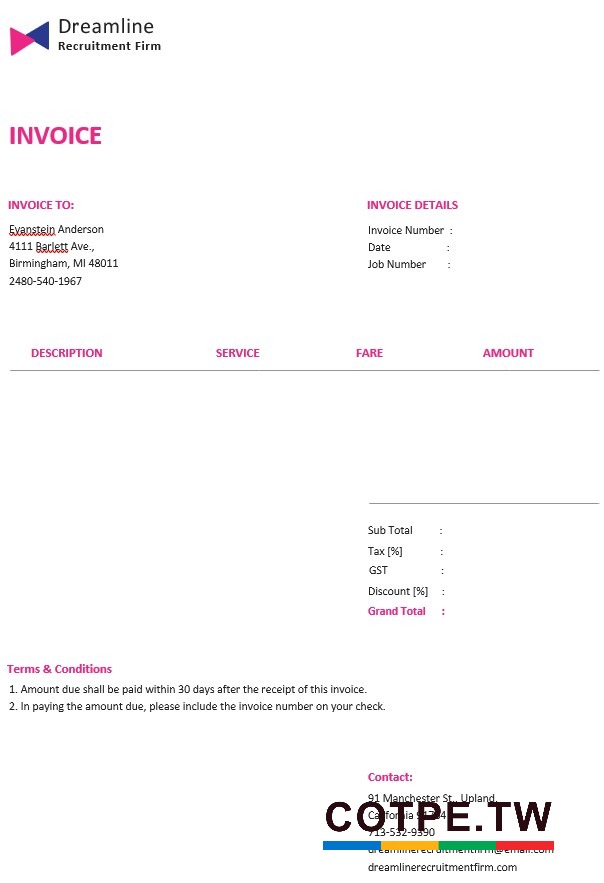 Dreamline
Recruitment Firm
INVOICE
INVOICE TO:
Evanstein Anderson
4111 Barlett Ave.,
Birmingham, MI 48011
2480-540-1967
INVOICE DETAILS
Invoice Number :
Date :
Job Number :
DESCRIPTION SERVICE FARE AMOUNT
Sub Total :
Tax [%] :
GST :
Discount [%] :
Grand Total :
Terms & Conditions
1. Amount due shall be paid within 30 days after the receipt of this invoice.
2. In paying the amount due, please include the invoice number on your check.
Contact:
91 Manchester St., Upland,
California
713-532-9390
dreamlinerecruitmentfirm@email.com
dreamlinerecruitmentfirm.com
COTPE.TW